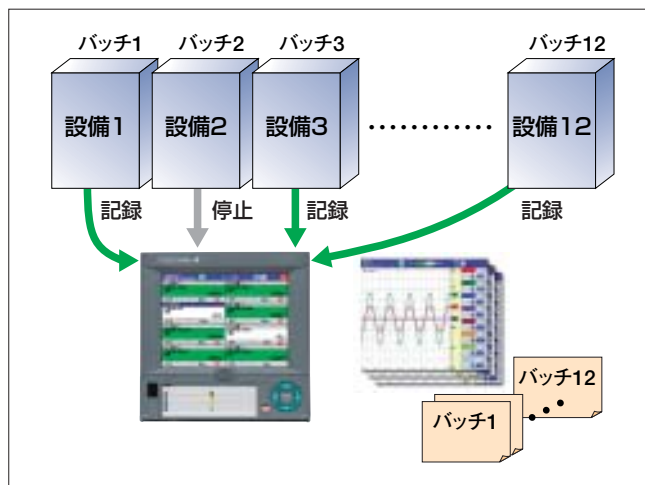 バッチ1
バッチ2
バッチ3
バッチ12
設備1
設備2
設備3
…………
設備12
記録
停止
記録
記録
バッチ12
バッチ1